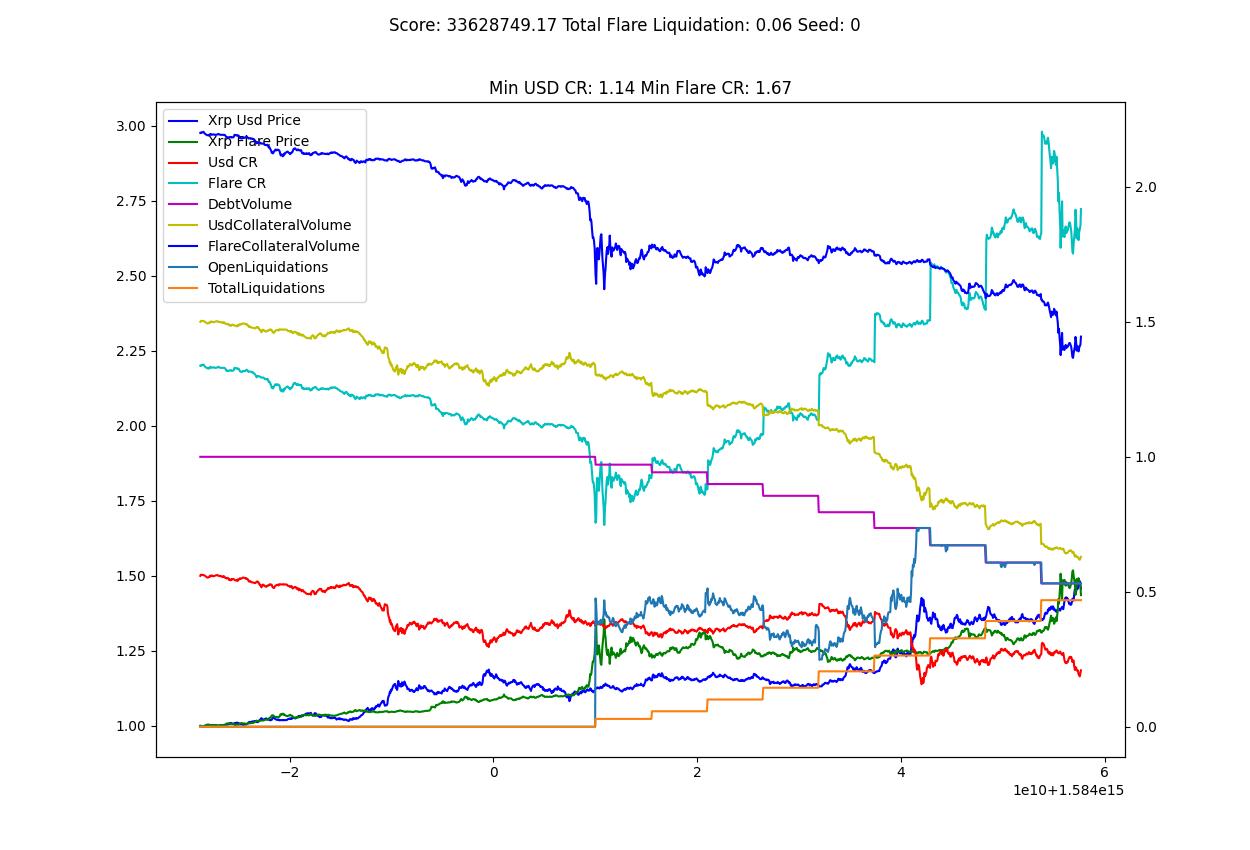 Score: 33628749.17 Total Flare Liquidation: 0.06 Seed: 0
Min USD CR: 1.14 Min Flare CR: 1.67
Xrp Usd Price
Xrp Flare Price
Usd CR
Flare CR
DebtVolume
UsdCollateralVolume
FlareCollateralVolume
OpenLiquidations
TotalLiquidations
3.00
2.75
2.50
2.25
2.00
1.75
1.50
1.25
1.00
2.0
1.5
1.0
0.5
0.0
−2 0 2 4 6
1e10+1.584e15